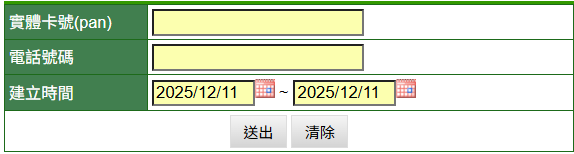 實體卡號(pan)
電話號碼
建立時間 2025/12/11 ~ 2025/12/11
送出 清除